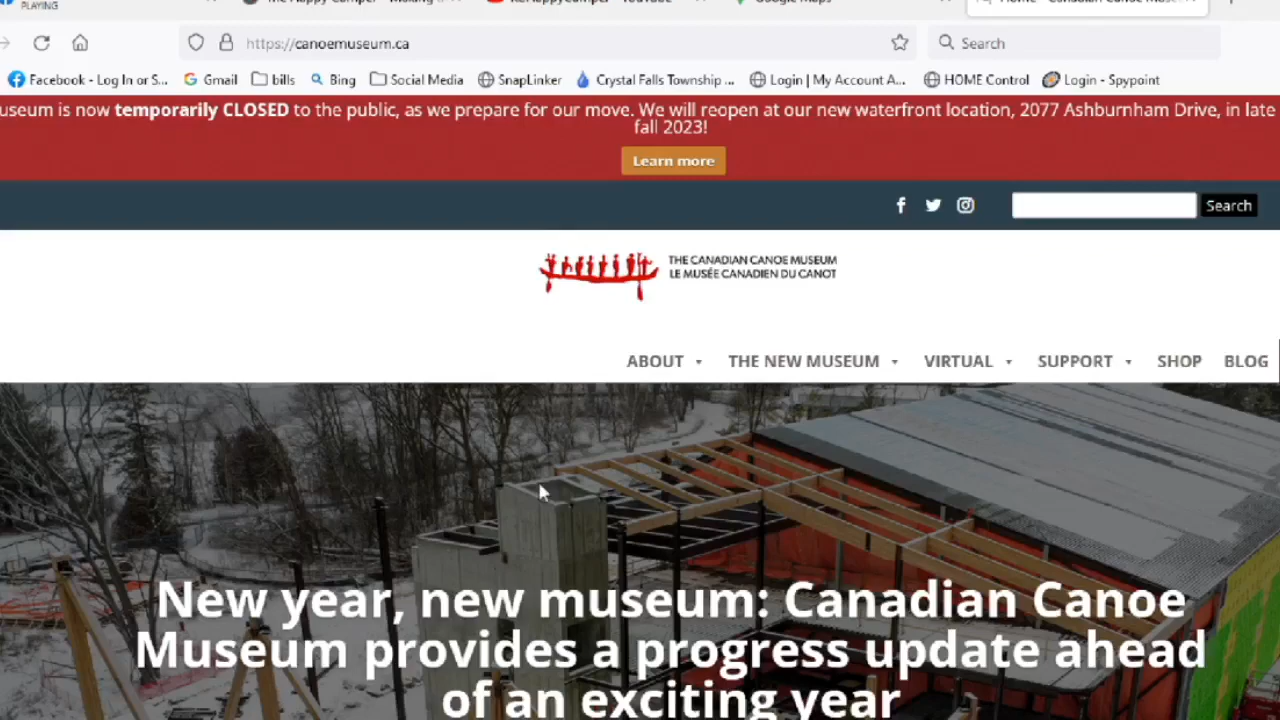 PLAYING
Google Maps
https://canoemuseum.ca
Search
Facebook - Log In or S...
Gmail
bills
Bing
Social Media
SnapLinker
Crystal Falls Township ...
Login | My Account A...
HOME Control
Login - Spypoint
useum is now temporarily CLOSED to the public, as we prepare for our move. We will reopen at our new waterfront location, 2077 Ashburnham Drive, in late
fall 2023!
Learn more
Search
THE CANADIAN CANOE MUSEUM
LE MUSÉE CANADIEN DU CANOT
ABOUT
THE NEW MUSEUM
VIRTUAL
SUPPORT
SHOP
BLOG
New year, new museum: Canadian Canoe
Museum provides a progress update ahead
of an exciting year